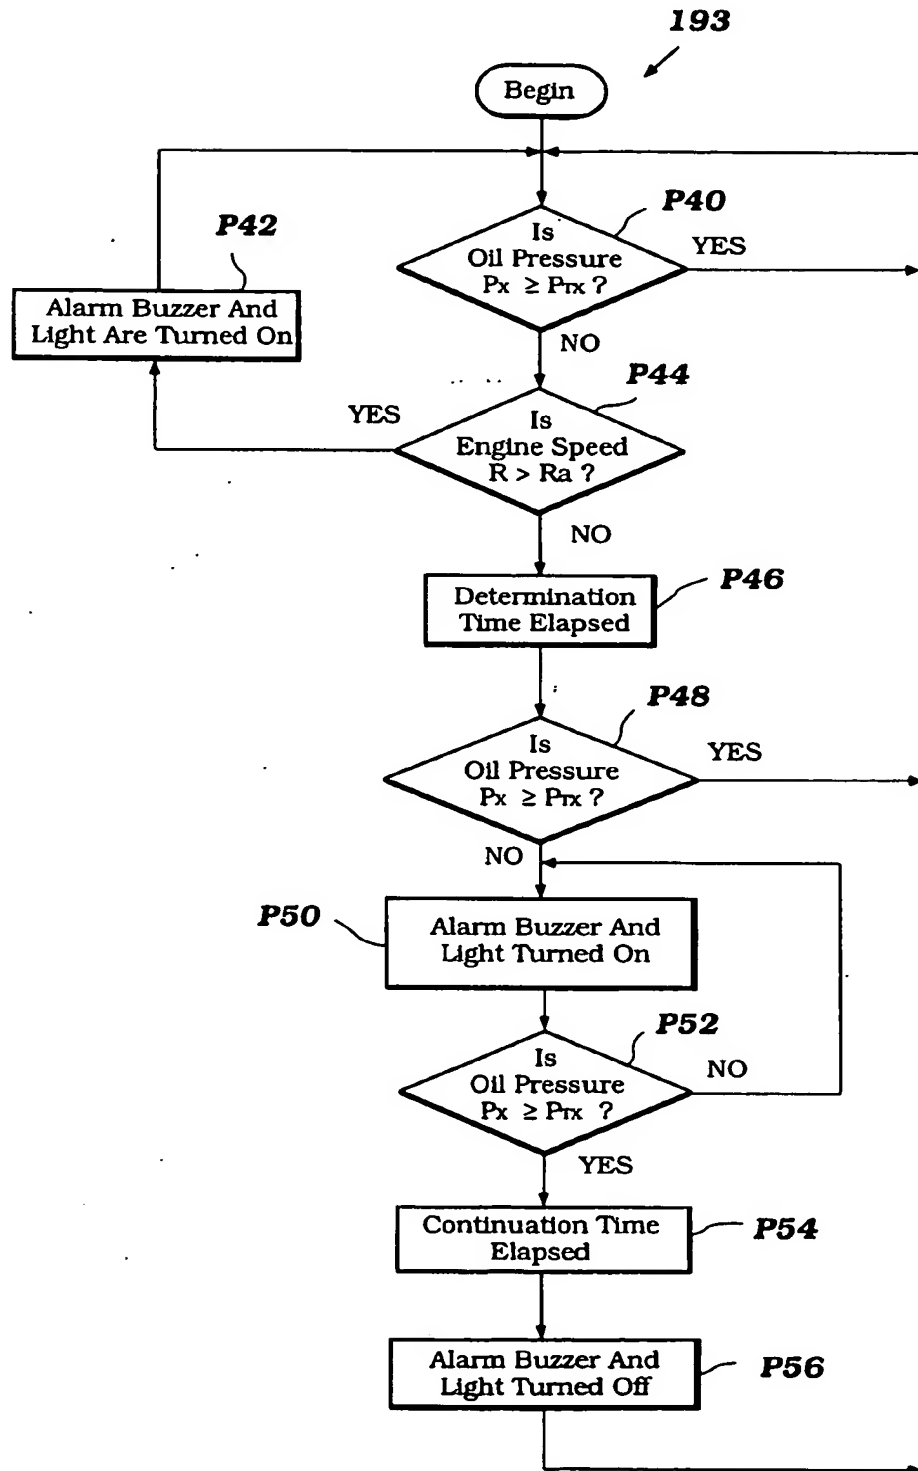 193
Begin
P40
Is
Oil Pressure
Px ≥ PTX ?
YES
NO
P42
Alarm Buzzer And
Light Are Turned On
P44
YES
Is
Engine Speed
R > Ra ?
NO
P46
Determination
Time Elapsed
P48
Is
Oil Pressure
Px ≥ PTX ?
YES
NO
P50
Alarm Buzzer And
Light Turned On
P52
Is
Oil Pressure
Px ≥ PTX ?
NO
YES
Continuation Time
Elapsed
P54
Alarm Buzzer And
Light Turned Off
P56